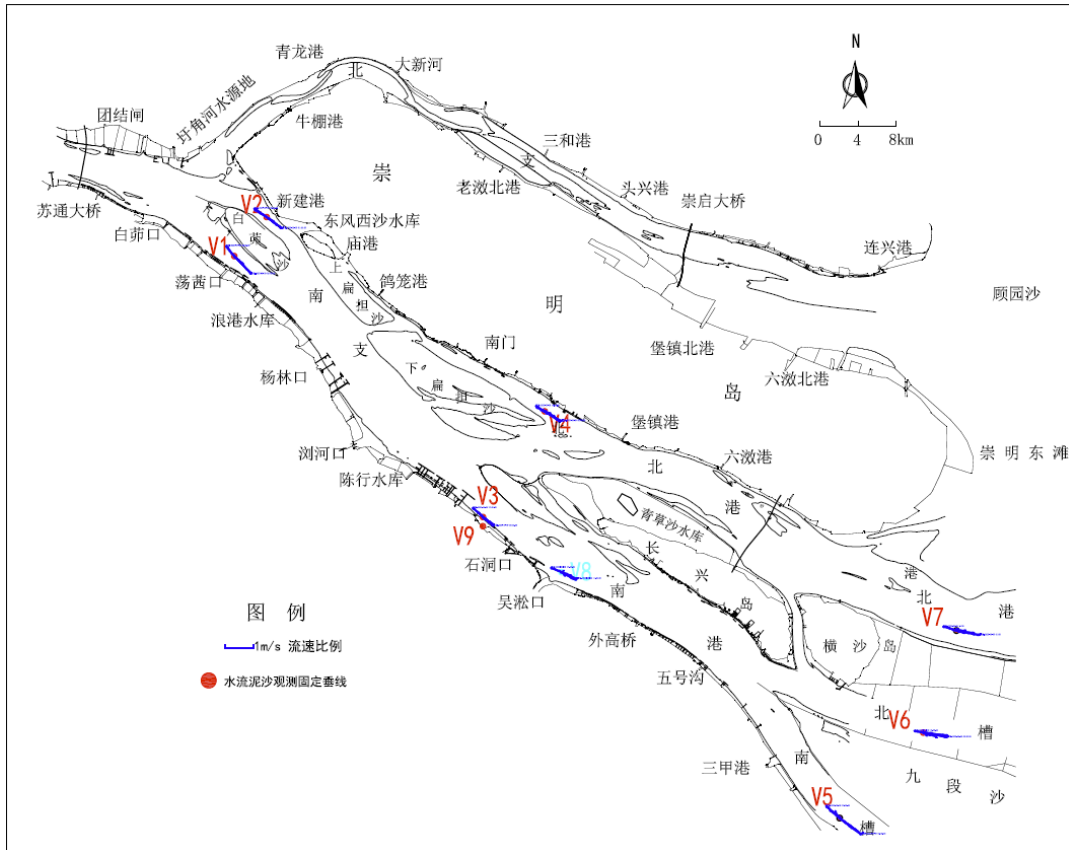 青龙港
大新河
北
N
圩角河水源地
团结闸
牛棚港
三和港
0 4 8km
支
崇
老滧北港
头兴港
苏通大桥
新建港
V2
白
东风西沙水库
崇启大桥
白茆口
茆
庙港
连兴港
V1
上
荡茜口
南
扁
鸽笼港
顾园沙
担
沙
明
浪港水库
支
南门
堡镇北港
下
六滧北港
杨林口
扁
担
沙
岛
V4
北
堡镇港
浏河口
六滧港
崇明东滩
陈行水库
北
V3
港
青草沙水库
V9
石洞口
长
V8
兴
港
南
北
吴淞口
岛
港
图 例
V7
外高桥
1m/s 流速比例
港
横沙岛
五号沟
水流泥沙观测固定垂线
北
V6
槽
南
三甲港
九段沙
V5
槽